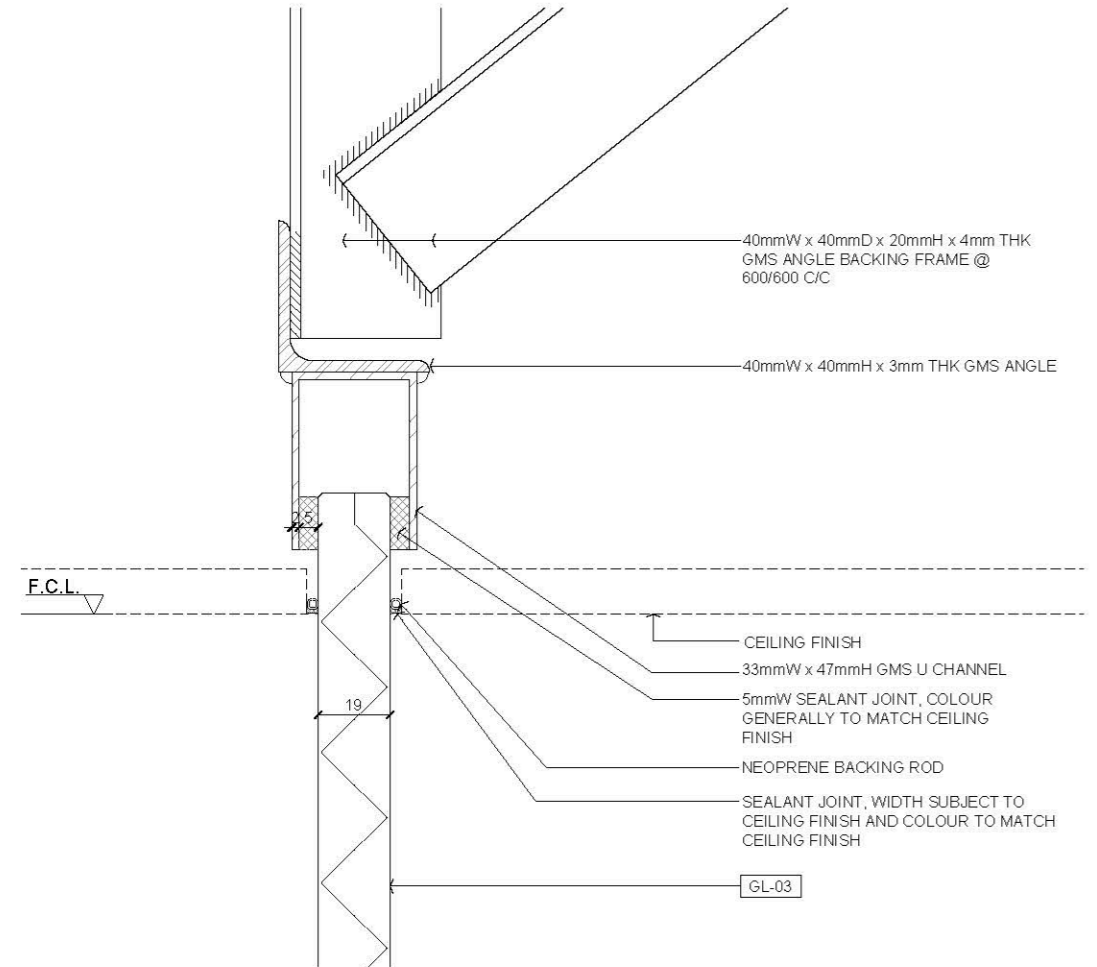 40mmW x 40mmD x 20mmH x 4mm THK
GMS ANGLE BACKING FRAME @
600/600 C/C
40mmW x 40mmH x 3mm THK GMS ANGLE
5
F.C.L.
CEILING FINISH
33mmW x 47mmH GMS U CHANNEL
5mmW SEALANT JOINT, COLOUR
GENERALLY TO MATCH CEILING
FINISH
19
NEOPRENE BACKING ROD
SEALANT JOINT, WIDTH SUBJECT TO
CEILING FINISH AND COLOUR TO MATCH
CEILING FINISH
GL-03